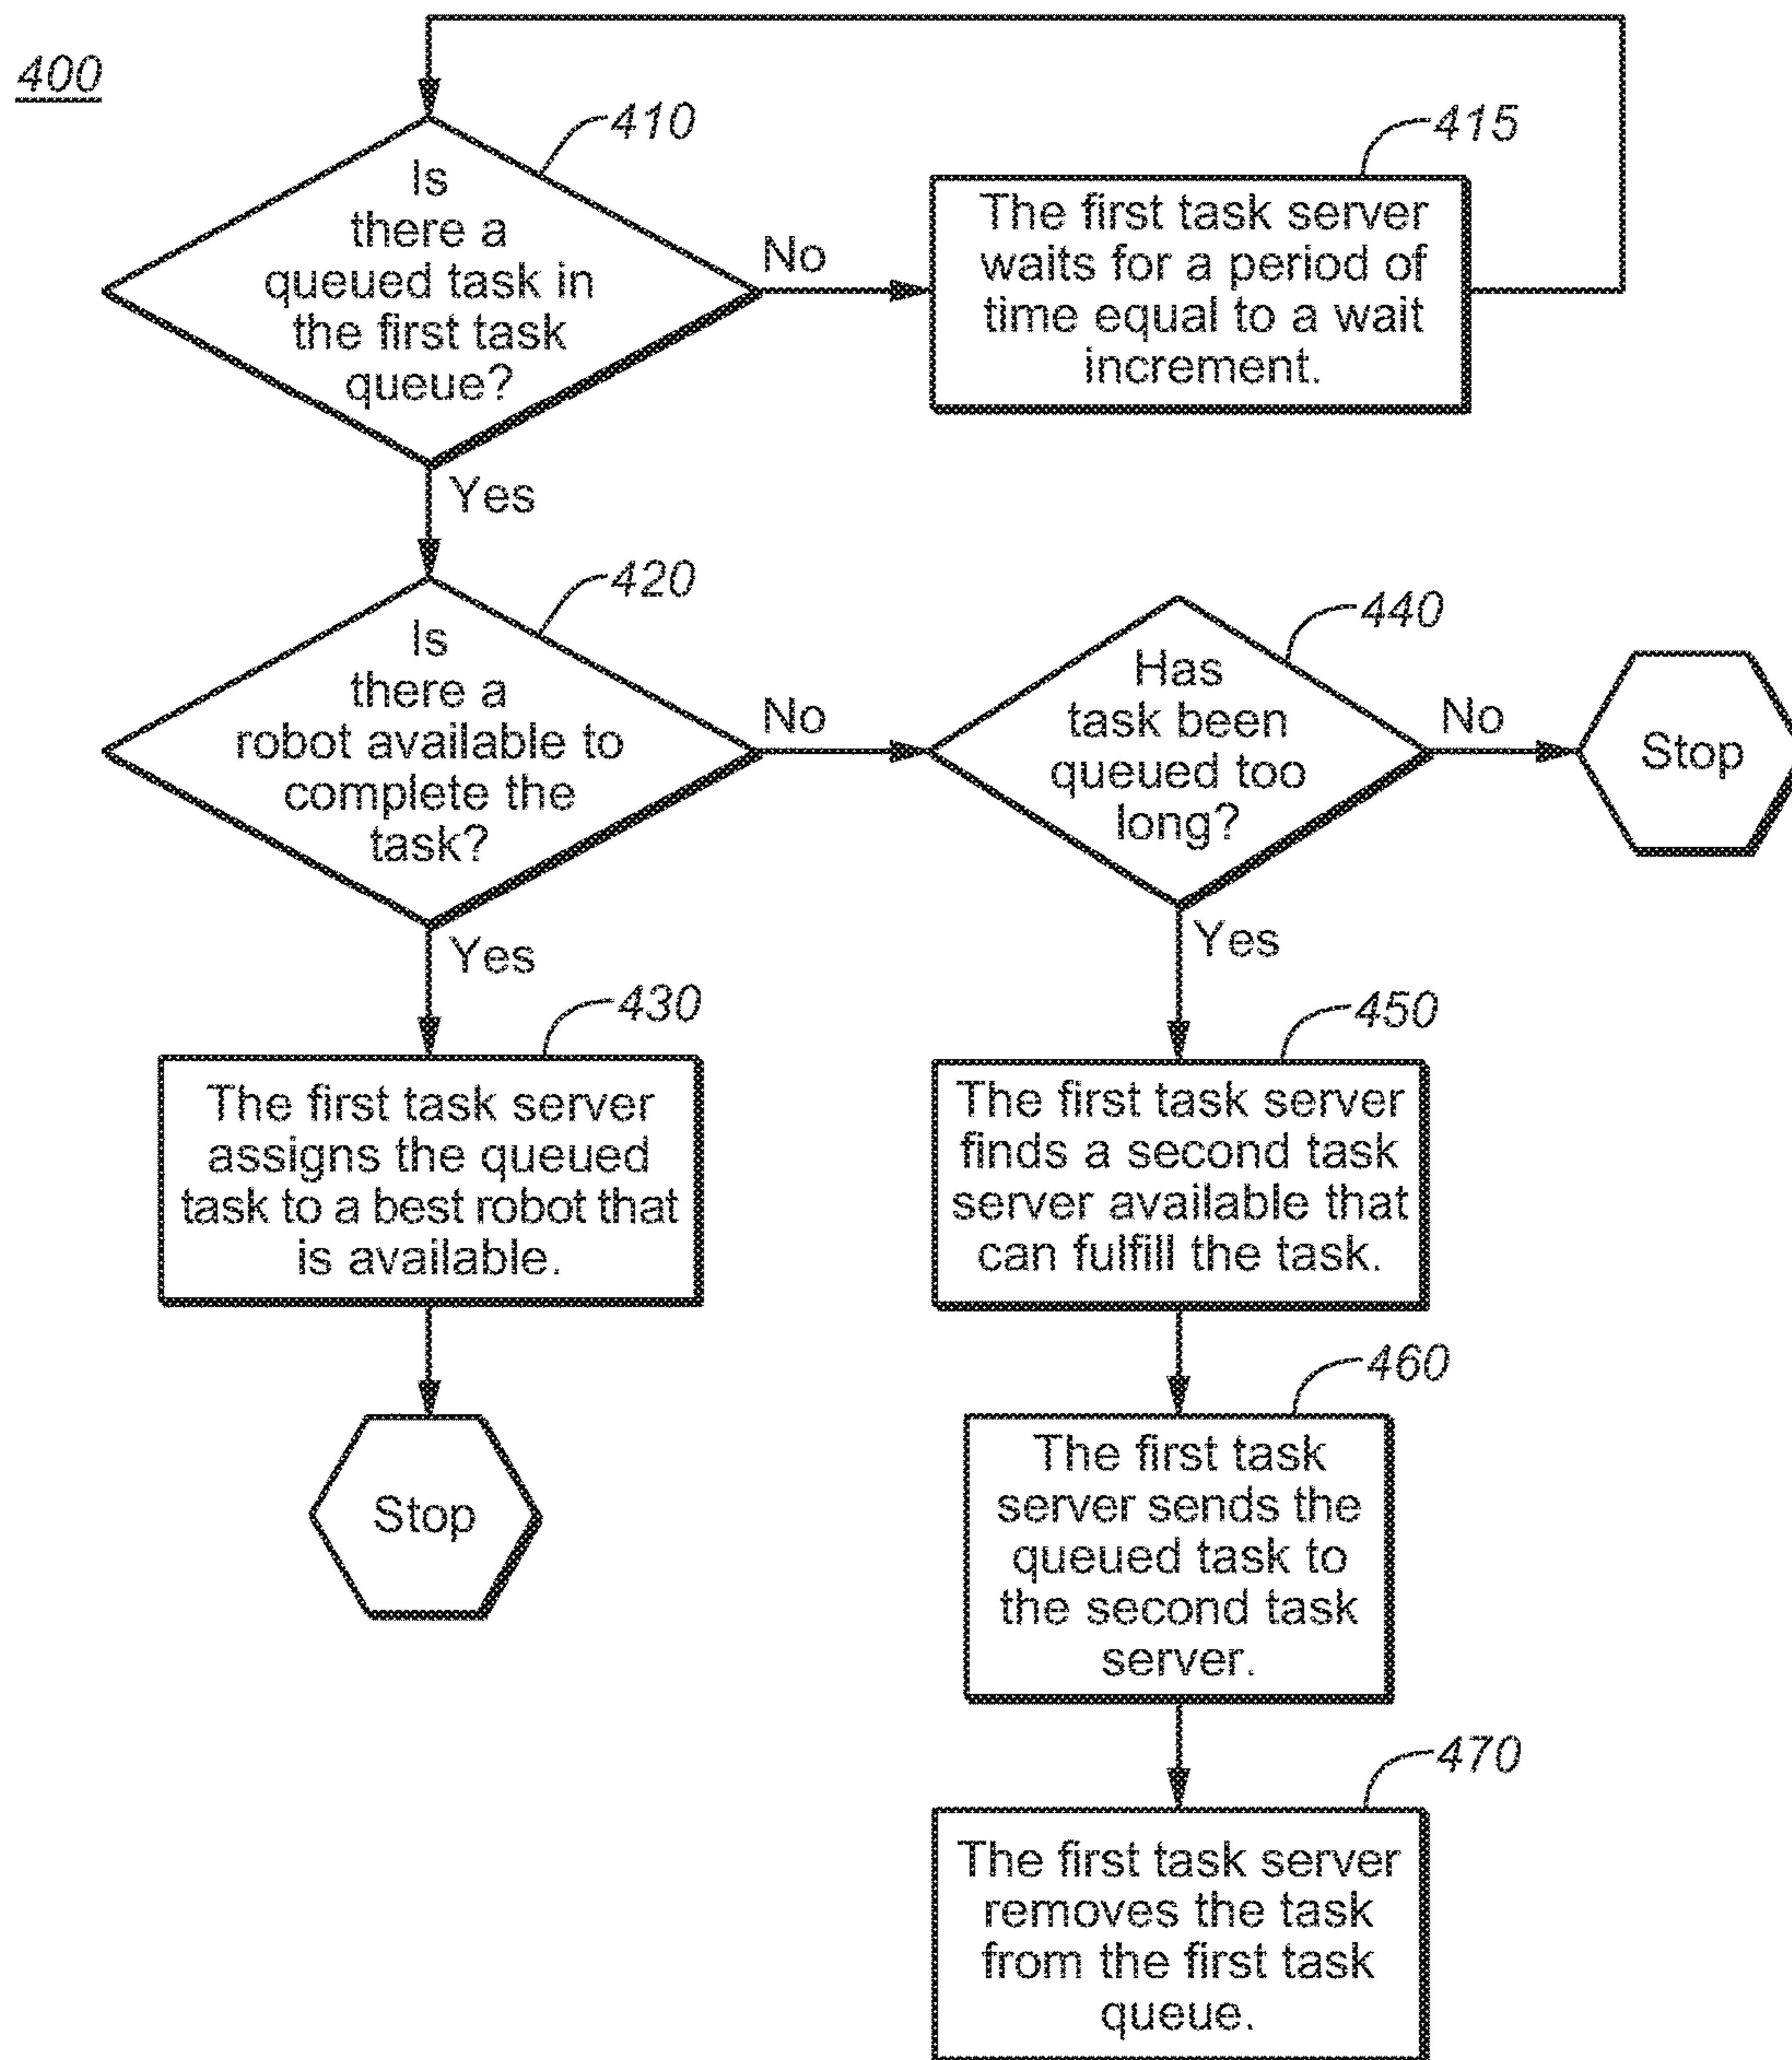 400
410
Is
there a
queued task in
the first task
queue?
No
415
The first task server
waits for a period of
time equal to a wait
increment.
Yes
420
Is
there a
robot available to
complete the
task?
No
440
Has
task been
queued too
long?
No
Stop
Yes
430
The first task server
assigns the queued
task to a best robot that
is available.
Stop
Yes
450
The first task server
finds a second task
server available that
can fulfill the task.
460
The first task
server sends the
queued task to
the second task
server.
470
The first task server
removes the task
from the first task
queue.